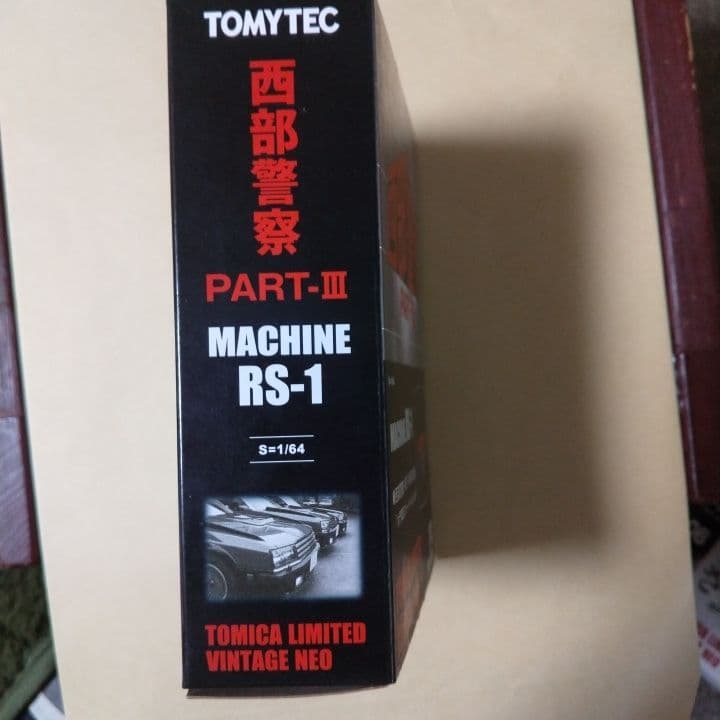 TOMYTEC
西部警察
PART-III
MACHINE
RS-1
S=1/64
TOMICA LIMITED
VINTAGE NEO